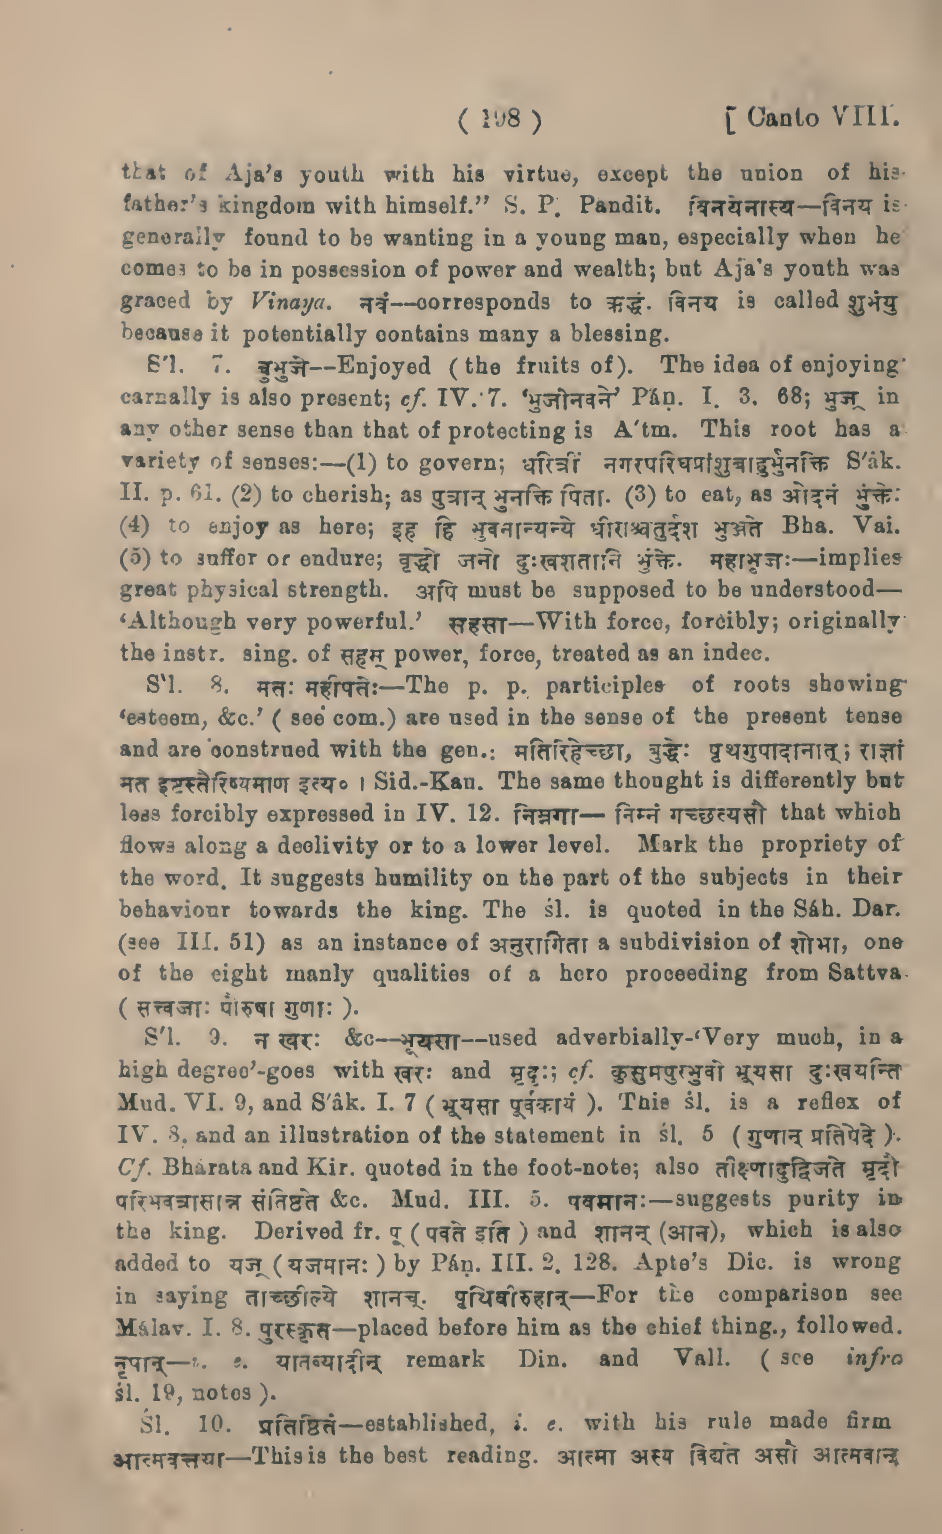 ( 198 ) [ Canto VIII.
that of Aja's youth with his virtue, except the union of his
father's kingdom with himself.” S. P. Pandit. विनयेनास्य—विनय is
generally found to be wanting in a young man, especially when he
comes to be in possession of power and wealth; but Aja's youth was
graced by Vinaya. नवं—corresponds to ऋद्धं. विनय is called शुभंयु
because it potentially contains many a blessing.
S'l. 7. बुभुजे--Enjoyed ( the fruits of ). The idea of enjoying
carnally is also present; cf. IV. 7. ‘भुजोनवने’ Pán. I. 3. 68; भुज् in
any other sense than that of protecting is A'tm. This root has a
variety of senses:—(1) to govern; धरित्रीं नगरपरिघप्रांशुबाहुर्भुनक्ति S'âk.
II. p. 61. (2) to cherish; as पुत्रान् भुनक्ति पिता. (3) to eat, as ओदनं भुंक्ते:
(4) to enjoy as here; इह हि भुवनान्यन्ये धीराश्चतुर्दश भुञ्जते Bha. Vai.
(5) to suffer or endure; वृद्धो जनो दुःखशतानि भुंक्ते. महाभुजः—implies
great physical strength. अपि must be supposed to be understood—
‘Although very powerful.’ सहसा—With force, forcibly; originally
the instr. sing. of सहस् power, force, treated as an indec.
S'l. 8. मतः महीपतेः—The p. p. participles of roots showing
‘esteem, &c.’ ( see com.) are used in the sense of the present tense
and are construed with the gen.: मतिरिहेच्छा, बुद्धेः पृथगुपादानात्; राज्ञां
मत इष्टस्तैरिष्यमाण इत्य० । Sid.-Kau. The same thought is differently but
less forcibly expressed in IV. 12. निम्नगा— निम्नं गच्छत्यसौ that which
flows along a declivity or to a lower level. Mark the propriety of
the word. It suggests humility on the part of the subjects in their
behaviour towards the king. The śl. is quoted in the Sáh. Dar.
(see III. 51) as an instance of अनुरागिता a subdivision of शोभा, one
of the eight manly qualities of a hero proceeding from Sattva
( सत्त्वजाः पौरुषा गुणाः ).
S'l. 9. न खरः &c--भूयसा--used adverbially-‘Very much, in a
high degree’-goes with खरः and मृदुः; cf. कुसुमपुरभुवो भूयसा दुःखयन्ति
Mud. VI. 9, and S'âk. I. 7 ( भूयसा पूर्वकायं ). This śl. is a reflex of
IV. 8. and an illustration of the statement in śl. 5 ( गुणान् प्रतिपेदे ).
Cf. Bhárata and Kir. quoted in the foot-note; also तीक्ष्णादुद्विजते मृदौ
परिभवत्रासान्न संतिष्ठते &c. Mud. III. 5. पवमानः—suggests purity in
the king. Derived fr. पू ( पवते इति ) and शानन् (आन), which is also
added to यज् ( यजमानः ) by Pán. III. 2. 128. Apte's Dic. is wrong
in saying ताच्छील्ये शानच्. पृथिवीरुहान्—For the comparison see
Málav. I. 8. पुरस्कृत—placed before him as the chief thing., followed.
नृपान्—i. e. यातव्यादीन् remark Din. and Vall. ( see infra
śl. 19, notes ).
Śl. 10. प्रतिष्ठितं—established, i. e. with his rule made firm
आत्मवत्तया—This is the best reading. आत्मा अस्य विद्यते असौ आत्मवान्